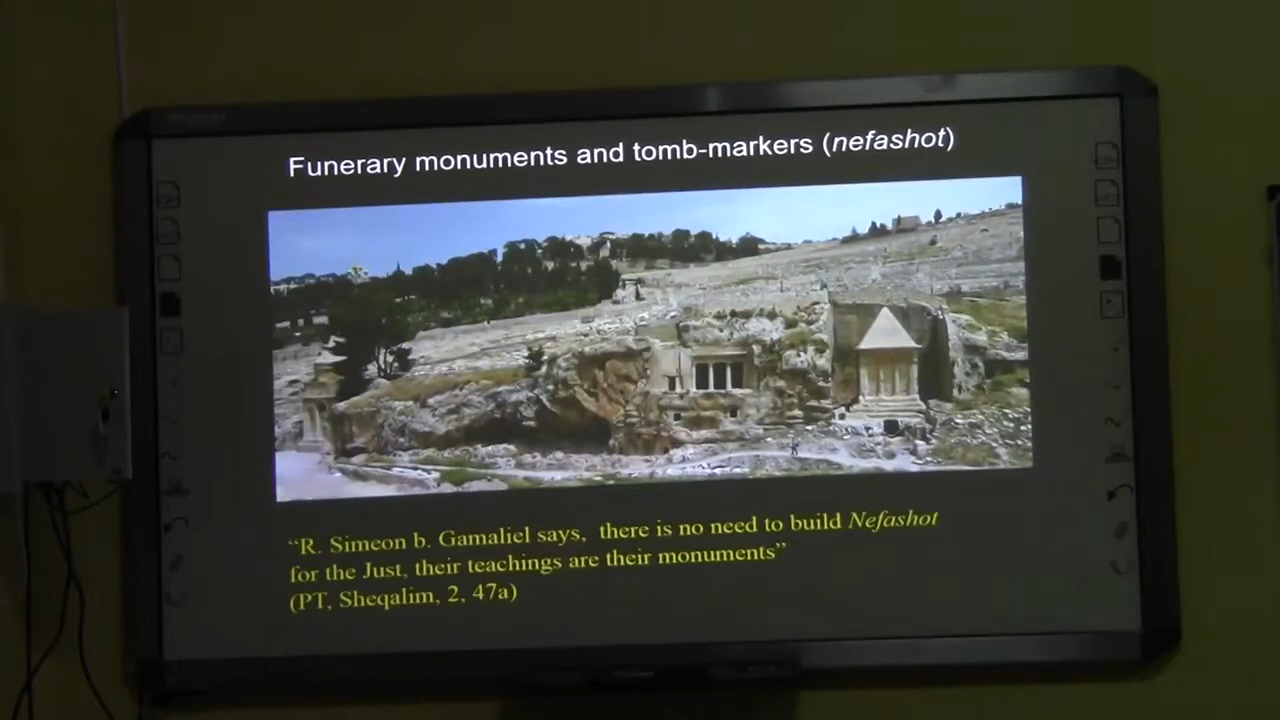 Funerary monuments and tomb-markers (nefashot)
“R. Simeon b. Gamaliel says, there is no need to build Nefashot
for the Just, their teachings are their monuments”
(PT, Sheqalim, 2, 47a)